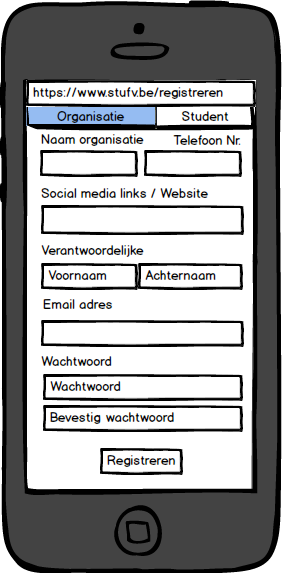 https://www.stufv.be/registreren
Organisatie Student
Naam organisatie Telefoon Nr.
Social media links / Website
Verantwoordelijke
Voornaam Achternaam
Email adres
Wachtwoord
Wachtwoord
Bevestig wachtwoord
Registreren